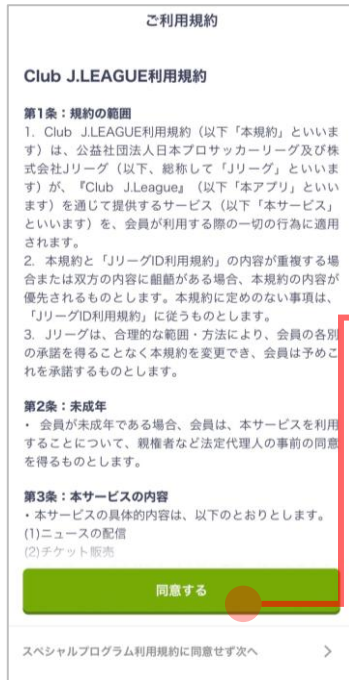 ご利用規約
Club J.LEAGUE利用規約
第1条：規約の範囲
1. Club J.LEAGUE利用規約（以下「本規約」といいま
す）は、公益社団法人日本プロサッカーリーグ及び株
式会社Jリーグ（以下、総称して「Jリーグ」といいま
す）が、『Club J.League』（以下「本アプリ」といい
ます）を通じて提供するサービス（以下「本サービス」
といいます）を、会員が利用する際の一切の行為に適用
されます。
2. 本規約と「JリーグID利用規約」の内容が重複する場
合または双方の内容に齟齬がある場合、本規約の内容が
優先されるものとします。本規約に定めのない事項は、
「JリーグID利用規約」に従うものとします。
3. Jリーグは、合理的な範囲・方法により、会員の各別
の承諾を得ることなく本規約を変更でき、会員は予めこ
れを承諾するものとします。
第2条：未成年
・ 会員が未成年である場合、会員は、本サービスを利用
することについて、親権者など法定代理人の事前の同意
を得るものとします。
第3条：本サービスの内容
・本サービスの具体的内容は、以下のとおりとします。
(1)ニュースの配信
(2)チケット販売
同意する
スペシャルプログラム利用規約に同意せず次へ